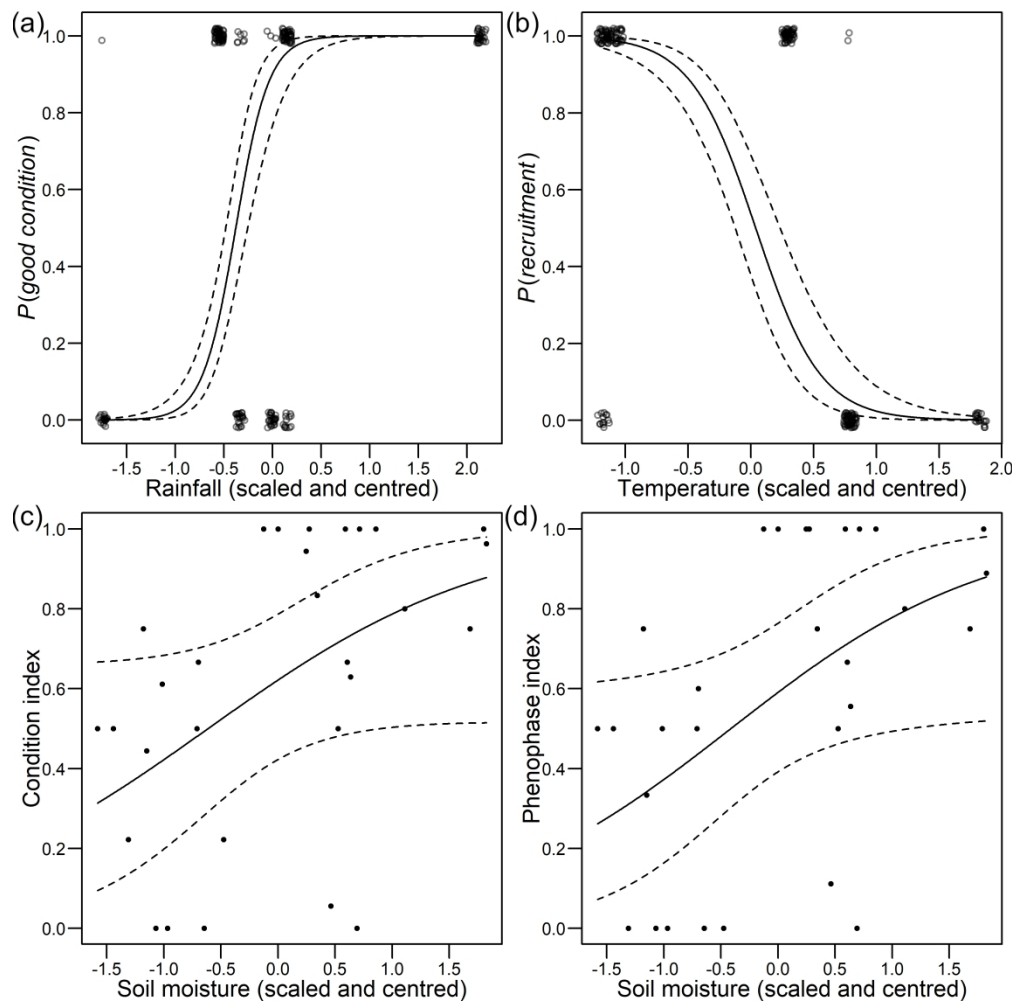 (a)
P(good condition)
1.0
0.8
0.6
0.4
0.2
0.0
-1.5 -1.0 -0.5 0.0 0.5 1.0 1.5 2.0
Rainfall (scaled and centred)
(b)
P(recruitment)
1.0
0.8
0.6
0.4
0.2
0.0
-1.0 -0.5 0.0 0.5 1.0 1.5 2.0
Temperature (scaled and centred)
(c)
Condition index
1.0
0.8
0.6
0.4
0.2
0.0
-1.5 -1.0 -0.5 0.0 0.5 1.0 1.5
Soil moisture (scaled and centred)
(d)
Phenophase index
1.0
0.8
0.6
0.4
0.2
0.0
-1.5 -1.0 -0.5 0.0 0.5 1.0 1.5
Soil moisture (scaled and centred)